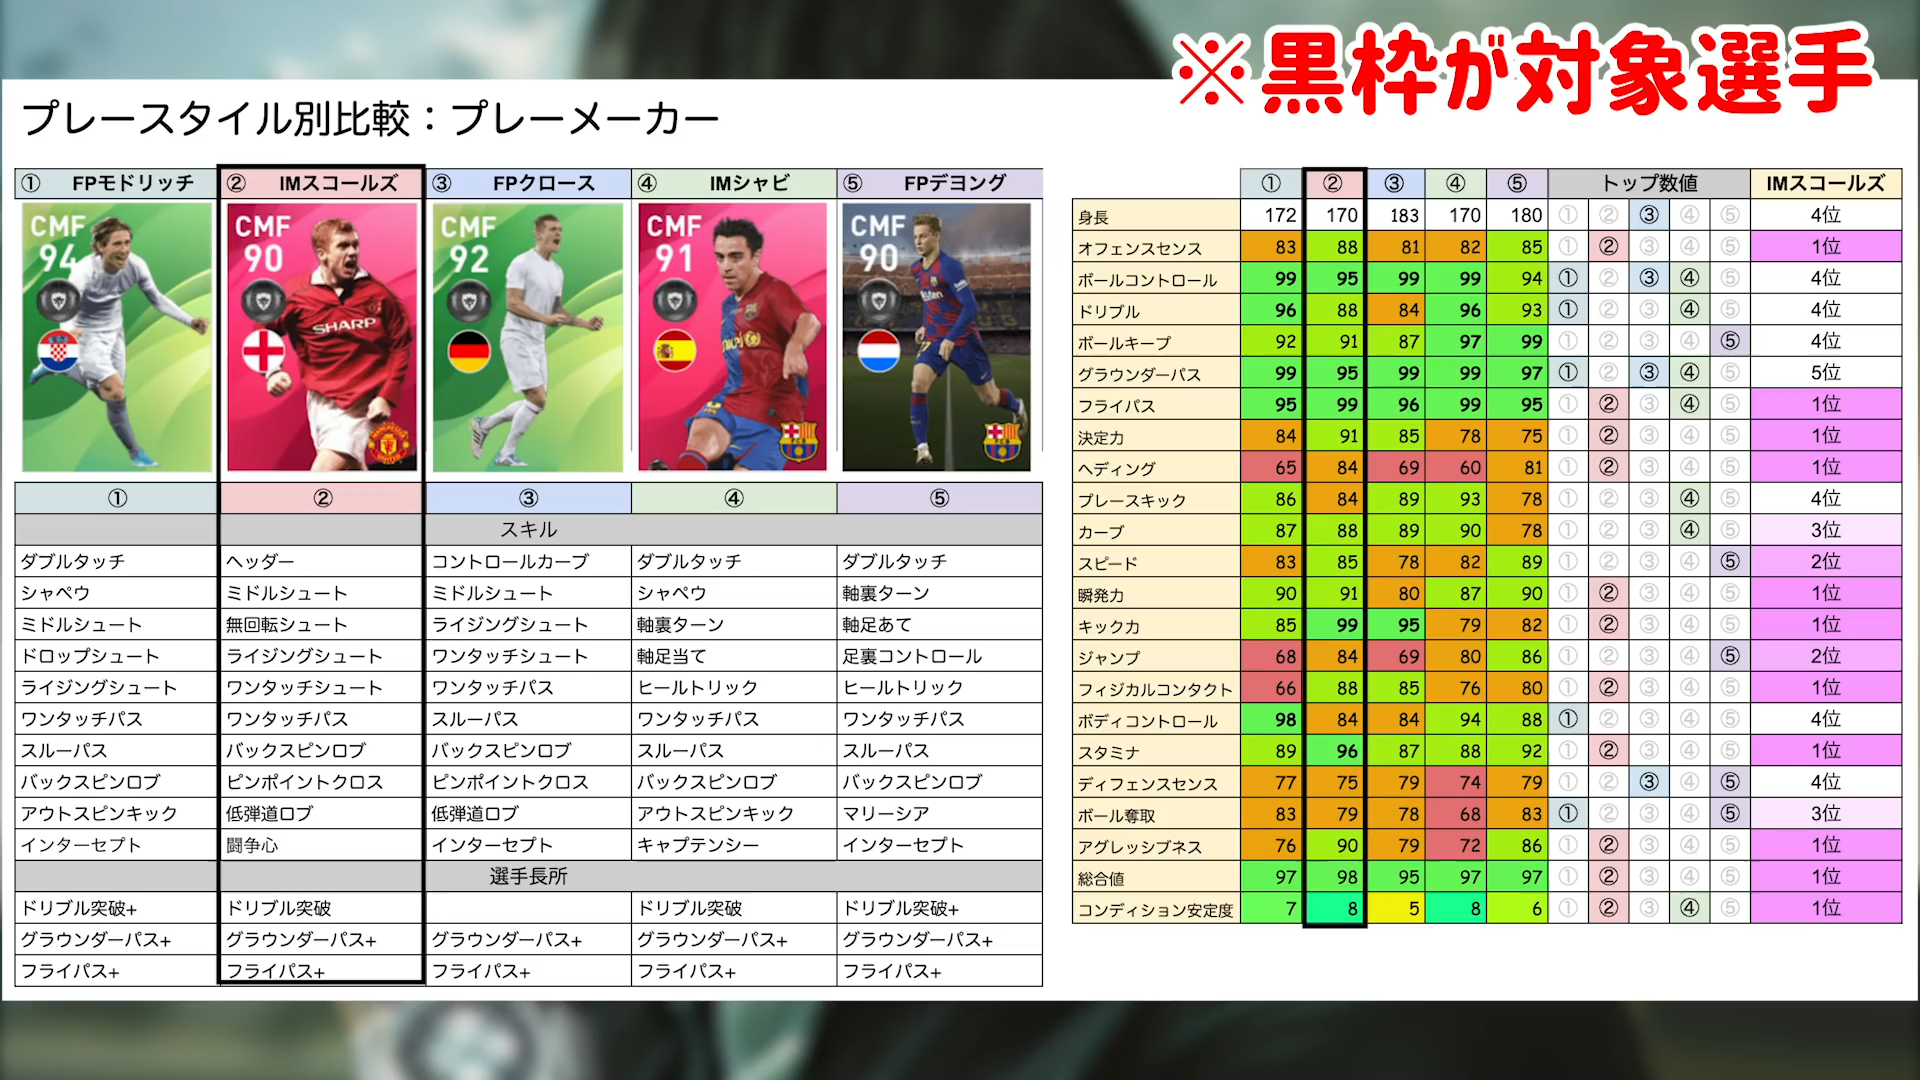 ※黒枠が対象選手
プレースタイル別比較：プレーメーカー
① FPモドリッチ ② IMスコールズ ③ FPクロース ④ IMシャビ ⑤ FPデヨング
CMF 94 CMF 90 CMF 92 CMF 91 CMF 90
SHARP
① ② ③ ④ ⑤
スキル
ダブルタッチ ヘッダー コントロールカーブ ダブルタッチ ダブルタッチ
シャペウ ミドルシュート ミドルシュート シャペウ 軸裏ターン
ミドルシュート 無回転シュート ライジングシュート 軸裏ターン 軸足あて
ドロップシュート ライジングシュート ワンタッチシュート 軸足当て 足裏コントロール
ライジングシュート ワンタッチシュート ワンタッチパス ヒールトリック ヒールトリック
ワンタッチパス ワンタッチパス スルーパス ワンタッチパス ワンタッチパス
スルーパス バックスピンロブ バックスピンロブ スルーパス スルーパス
バックスピンロブ ピンポイントクロス ピンポイントクロス バックスピンロブ バックスピンロブ
アウトスピンキック 低弾道ロブ 低弾道ロブ アウトスピンキック マリーシア
インターセプト 闘争心 インターセプト キャプテンシー インターセプト
選手長所
ドリブル突破+ ドリブル突破 ドリブル突破 ドリブル突破+
グラウンダーパス+ グラウンダーパス+ グラウンダーパス+ グラウンダーパス+ グラウンダーパス+
フライパス+ フライパス+ フライパス+ フライパス+ フライパス+
① ② ③ ④ ⑤ トップ数値 IMスコールズ
身長 172 170 183 170 180 ① ② ③ ④ ⑤ 4位
オフェンスセンス 83 88 81 82 85 ① ② ③ ④ ⑤ 1位
ボールコントロール 99 95 99 99 94 ① ② ③ ④ ⑤ 4位
ドリブル 96 88 84 96 93 ① ② ③ ④ ⑤ 4位
ボールキープ 92 91 87 97 99 ① ② ③ ④ ⑤ 4位
グラウンダーパス 99 95 99 99 97 ① ② ③ ④ ⑤ 5位
フライパス 95 99 96 99 95 ① ② ③ ④ ⑤ 1位
決定力 84 91 85 78 75 ① ② ③ ④ ⑤ 1位
ヘディング 65 84 69 60 81 ① ② ③ ④ ⑤ 1位
プレースキック 86 84 89 93 78 ① ② ③ ④ ⑤ 4位
カーブ 87 88 89 90 78 ① ② ③ ④ ⑤ 3位
スピード 83 85 78 82 89 ① ② ③ ④ ⑤ 2位
瞬発力 90 91 80 87 90 ① ② ③ ④ ⑤ 1位
キック力 85 99 95 79 82 ① ② ③ ④ ⑤ 1位
ジャンプ 68 84 69 80 86 ① ② ③ ④ ⑤ 2位
フィジカルコンタクト 66 88 85 76 80 ① ② ③ ④ ⑤ 1位
ボディコントロール 98 84 84 94 88 ① ② ③ ④ ⑤ 4位
スタミナ 89 96 87 88 92 ① ② ③ ④ ⑤ 1位
ディフェンスセンス 77 75 79 74 79 ① ② ③ ④ ⑤ 4位
ボール奪取 83 79 78 68 83 ① ② ③ ④ ⑤ 3位
アグレッシブネス 76 90 79 72 86 ① ② ③ ④ ⑤ 1位
総合値 97 98 95 97 97 ① ② ③ ④ ⑤ 1位
コンディション安定度 7 8 5 8 6 ① ② ③ ④ ⑤ 1位